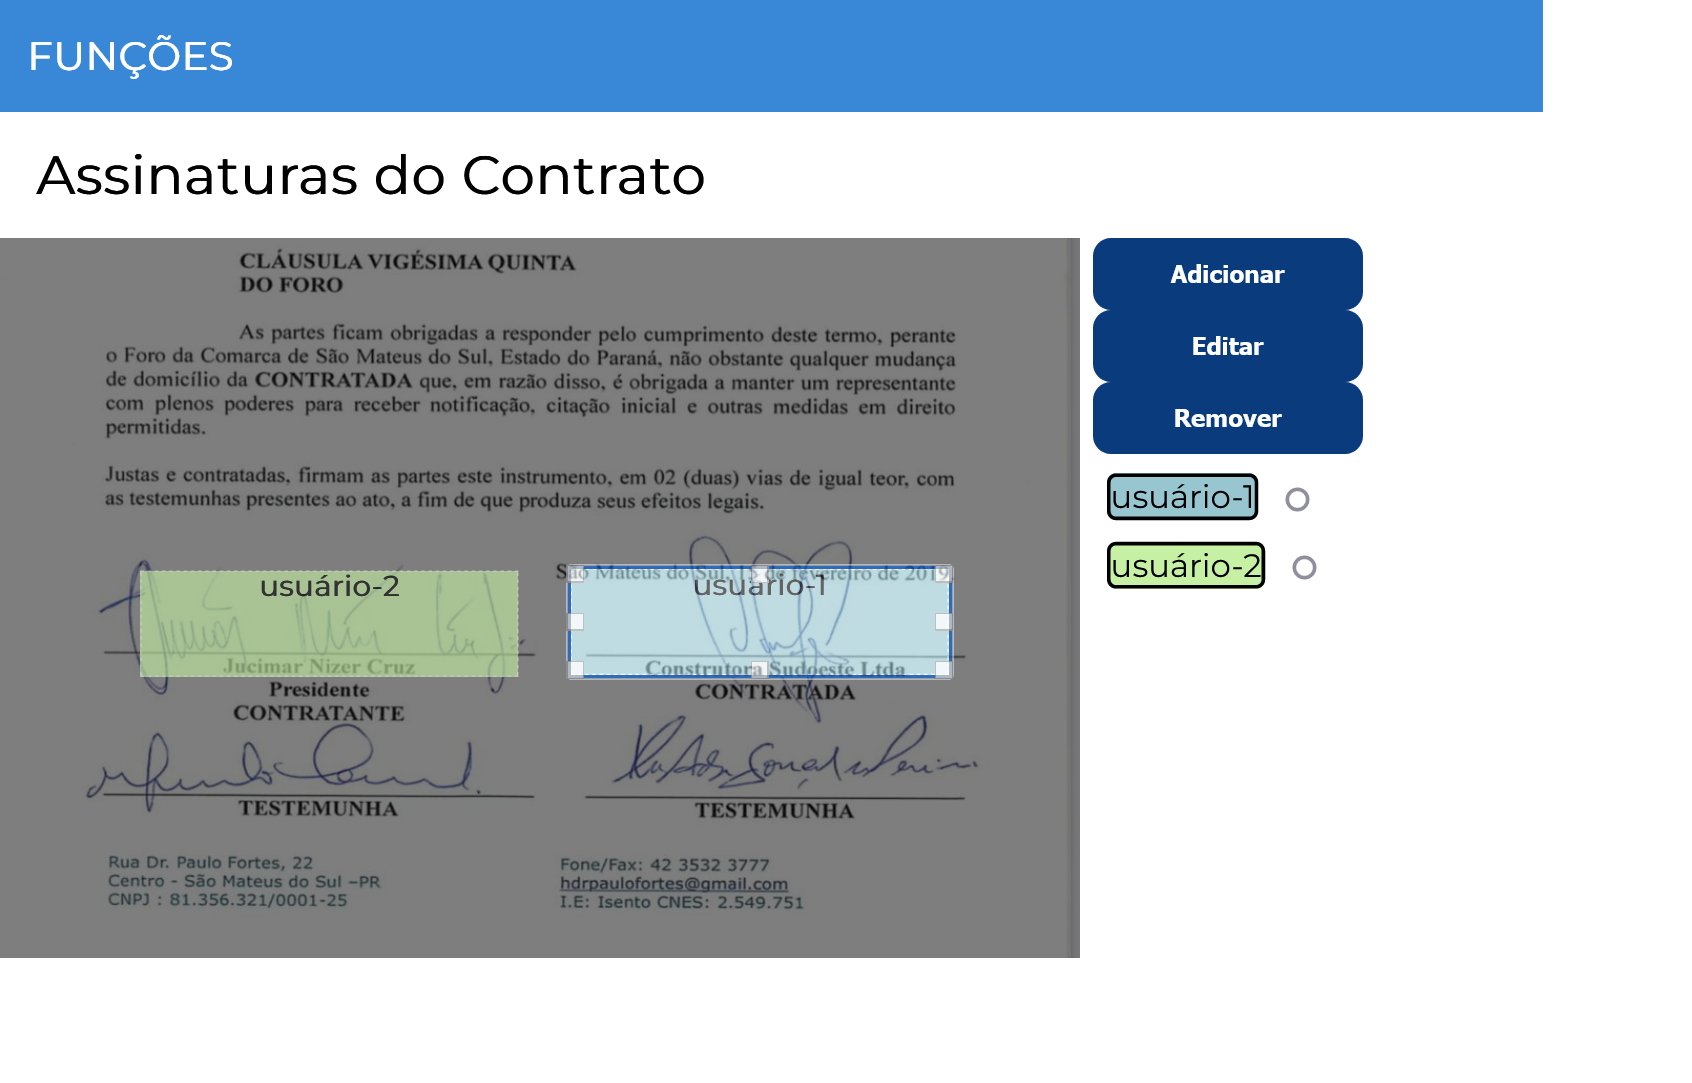 FUNÇÕES
Assinaturas do Contrato
CLÁUSULA VIGÉSIMA QUINTA
DO FORO
As partes ficam obrigadas a responder pelo cumprimento deste termo, perante
o Foro da Comarca de São Mateus do Sul, Estado do Paraná, não obstante qualquer mudança
de domicílio da CONTRATADA que, em razão disso, é obrigada a manter um representante
com plenos poderes para receber notificação, citação inicial e outras medidas em direito
permitidas.
Justas e contratadas, firmam as partes este instrumento, em 02 (duas) vias de igual teor, com
as testemunhas presentes ao ato, a fim de que produza seus efeitos legais.
São Mateus do Sul, de fevereiro de 2019
usuário-2
usuário-1
Jucimar Nizer Cruz
Presidente
CONTRATANTE
Construtora Sudoeste Ltda
CONTRATADA
TESTEMUNHA
TESTEMUNHA
Rua Dr. Paulo Fortes, 22
Centro - São Mateus do Sul –PR
CNPJ : 81.356.321/0001-25
Fone/Fax: 42 3532 3777
hdrpaulofortes@gmail.com
I.E: Isento CNES: 2.549.751
Adicionar
Editar
Remover
usuário-1
usuário-2